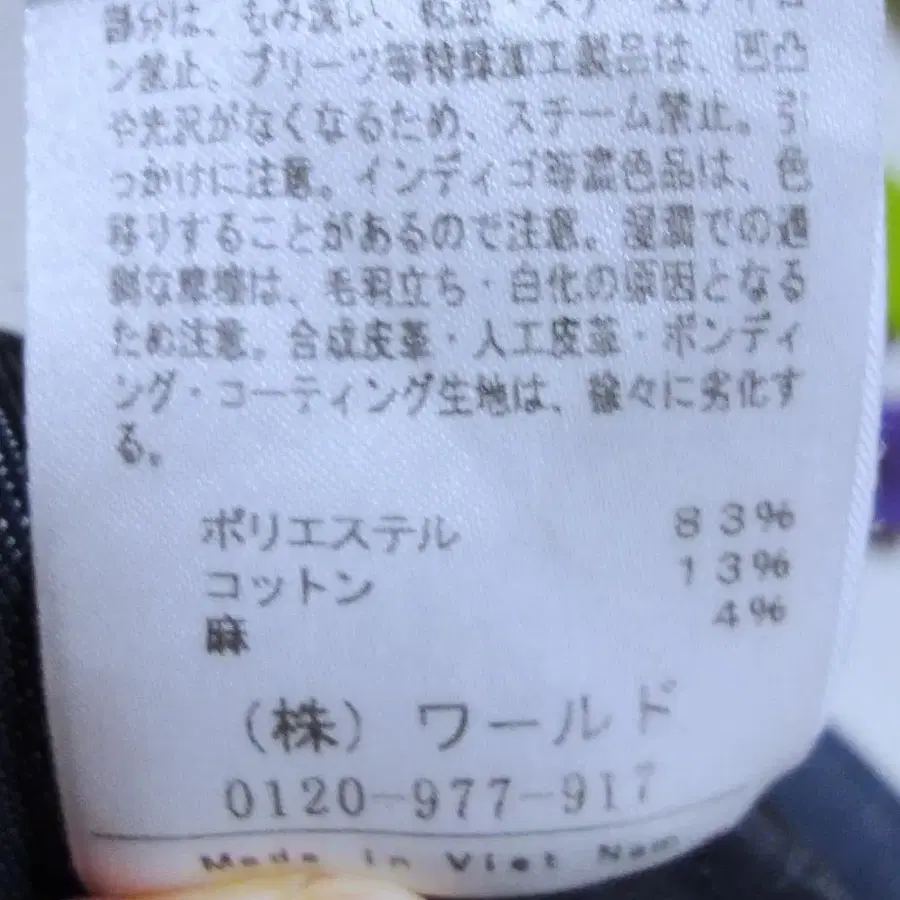 部分は、もみ洗い、乾燥・スチームアイロ
ン禁止。プリーツ等特殊加工製品は、凹凸
や光沢がなくなるため、スチーム禁止。引
っかけに注意。インディゴ等濃色品は、色
移りすることがあるので注意。湿潤での過
剰な摩擦は、毛羽立ち・白化の原因となる
ため注意。合成皮革・人工皮革・ボンディ
ング・コーティング生地は、徐々に劣化す
る。
ポリエステル 83%
コットン 13%
麻 4%
(株)ワールド
0120-977-917
Made in Viet Nam